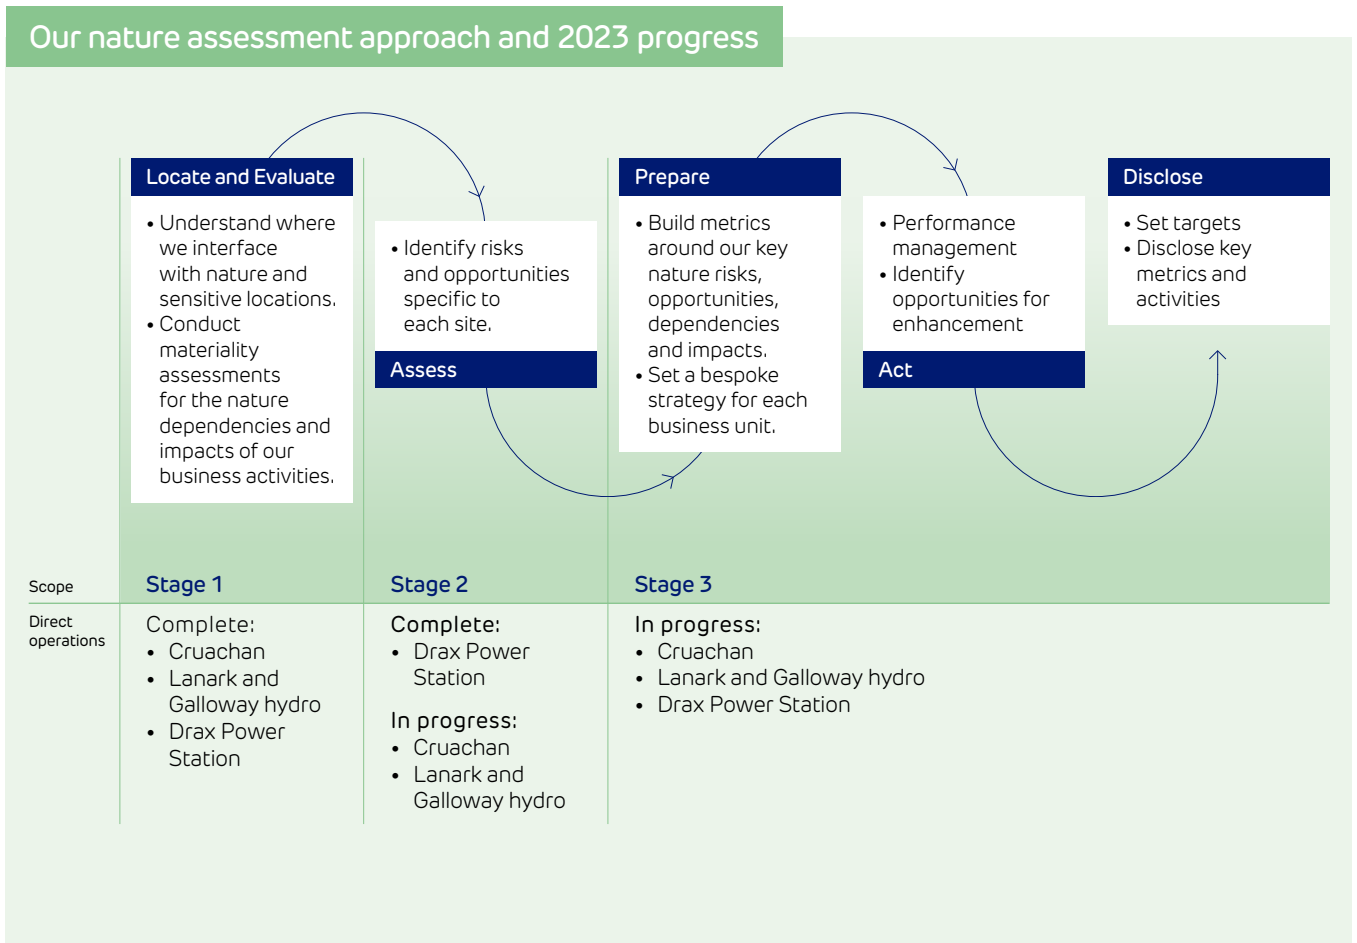 Our nature assessment approach and 2023 progress
Locate and Evaluate
• Understand where
we interface
with nature and
sensitive locations.
• Conduct
materiality
assessments
for the nature
dependencies and
impacts of our
business activities.
• Identify risks
and opportunities
specific to
each site.
Assess
Prepare
• Build metrics
around our key
nature risks,
opportunities,
dependencies
and impacts.
• Set a bespoke
strategy for each
business unit.
• Performance
management
• Identify
opportunities for
enhancement
Act
Disclose
• Set targets
• Disclose key
metrics and
activities
Scope
Stage 1
Stage 2
Stage 3
Direct
operations
Complete:
• Cruachan
• Lanark and
Galloway hydro
• Drax Power
Station
Complete:
• Drax Power
Station
In progress:
• Cruachan
• Lanark and
Galloway hydro
In progress:
• Cruachan
• Lanark and Galloway hydro
• Drax Power Station